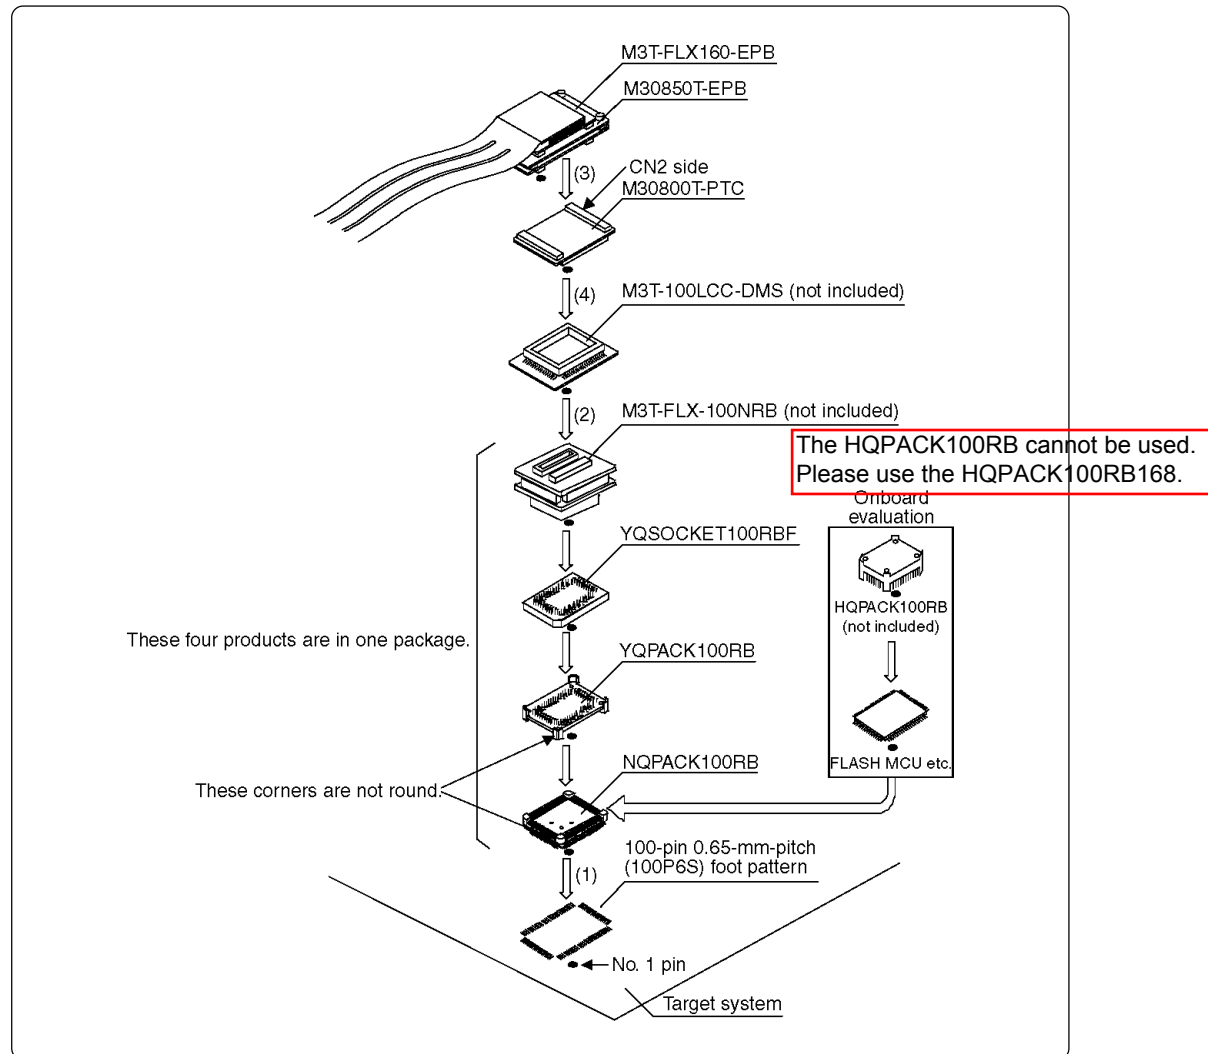 M3T-FLX160-EPB
M30850T-EPB
(3)
CN2 side
M30800T-PTC
(4)
M3T-100LCC-DMS (not included)
(2)
M3T-FLX-100NRB (not included)
The HQPACK100RB cannot be used.
Please use the HQPACK100RB168.
Onboard
evaluation
YQSOCKET100RBF
HQPACK100RB
(not included)
These four products are in one package.
YQPACK100RB
FLASH MCU etc.
NQPACK100RB
These corners are not round.
100-pin 0.65-mm-pitch
(100P6S) foot pattern
(1)
No. 1 pin
Target system